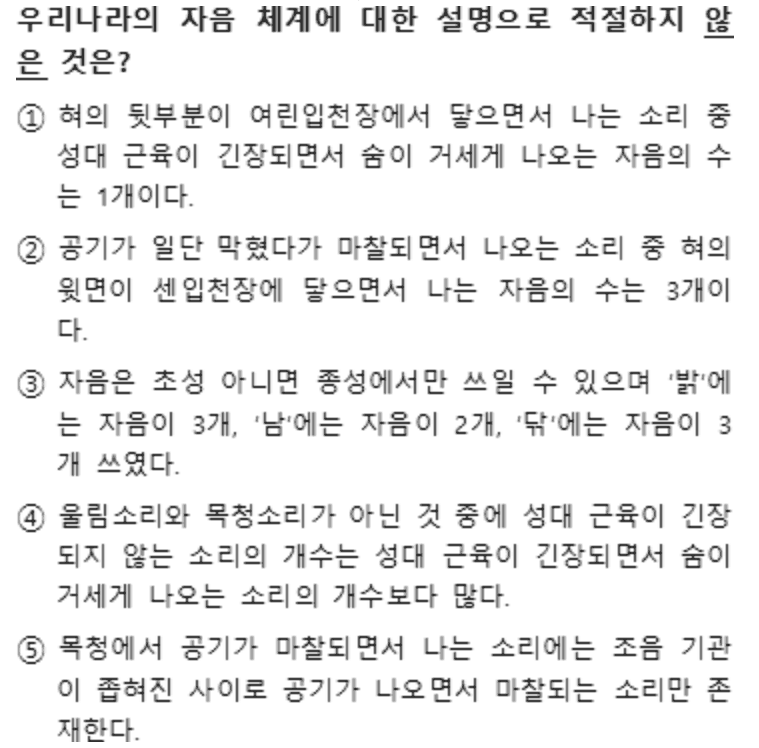 우리나라의 자음 체계에 대한 설명으로 적절하지 않
은 것은?
① 혀의 뒷부분이 여린입천장에서 닿으면서 나는 소리 중
성대 근육이 긴장되면서 숨이 거세게 나오는 자음의 수
는 1개이다.
② 공기가 일단 막혔다가 마찰되면서 나오는 소리 중 혀의
윗면이 센입천장에 닿으면서 나는 자음의 수는 3개이
다.
③ 자음은 초성 아니면 종성에서만 쓰일 수 있으며 '밝'에
는 자음이 3개, '남'에는 자음이 2개, '닦'에는 자음이 3
개 쓰였다.
④ 울림소리와 목청소리가 아닌 것 중에 성대 근육이 긴장
되지 않는 소리의 개수는 성대 근육이 긴장되면서 숨이
거세게 나오는 소리의 개수보다 많다.
⑤ 목청에서 공기가 마찰되면서 나는 소리에는 조음 기관
이 좁혀진 사이로 공기가 나오면서 마찰되는 소리만 존
재한다.